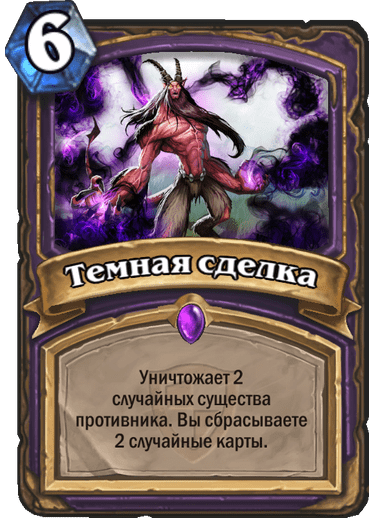 6
Темная сделка
Уничтожает 2
случайных существа
противника. Вы сбрасываете
2 случайные карты.